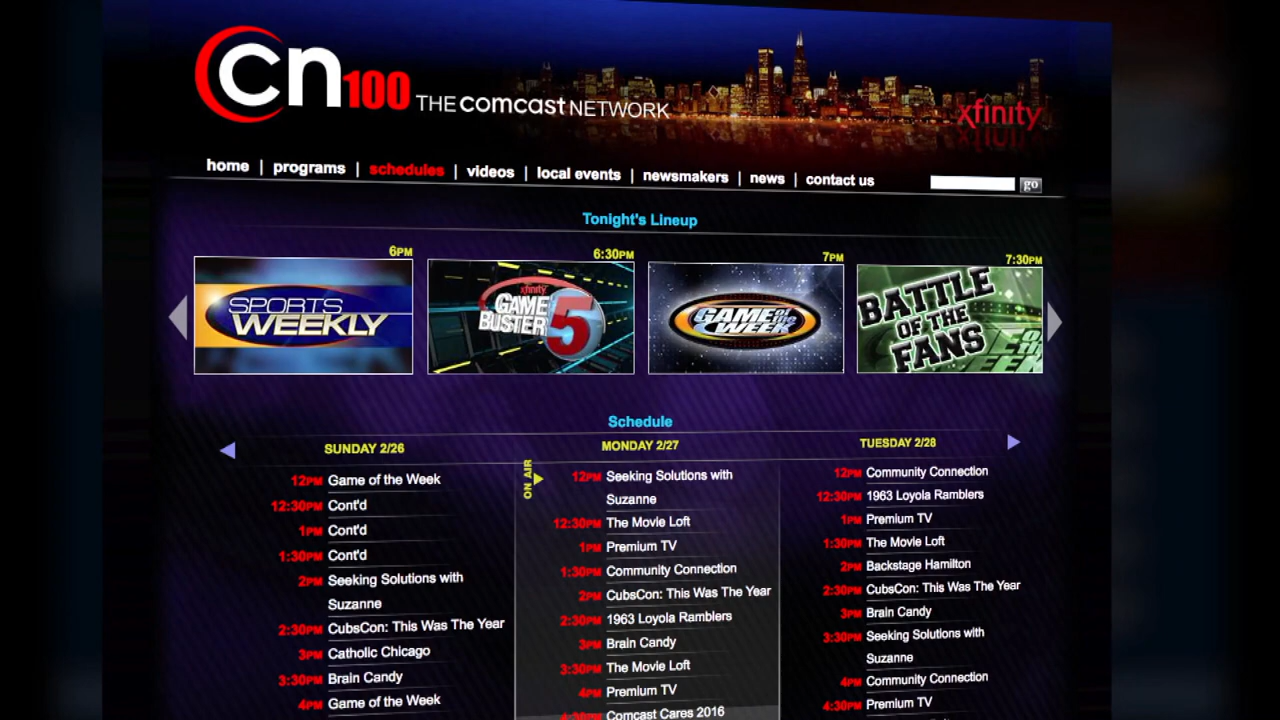 cn100 THE comcast NETWORK
xfinity
home | programs | schedules | videos | local events | newsmakers | news | contact us
go
Tonight's Lineup
6PM
6:30PM
7PM
7:30PM
SPORTS
WEEKLY
xfinity
GAME
BUSTER 5
GAME of the
WEEK
BATTLE
OF THE
FANS
Schedule
SUNDAY 2/26
12PM Game of the Week
12:30PM Cont'd
1PM Cont'd
1:30PM Cont'd
2PM Seeking Solutions with
Suzanne
2:30PM CubsCon: This Was The Year
3PM Catholic Chicago
3:30PM Brain Candy
4PM Game of the Week
MONDAY 2/27
ON AIR
12PM Seeking Solutions with
Suzanne
12:30PM The Movie Loft
1PM Premium TV
1:30PM Community Connection
2PM CubsCon: This Was The Year
2:30PM 1963 Loyola Ramblers
3PM Brain Candy
3:30PM The Movie Loft
4PM Premium TV
4:30PM Comcast Cares 2016
TUESDAY 2/28
12PM Community Connection
12:30PM 1963 Loyola Ramblers
1PM Premium TV
1:30PM The Movie Loft
2PM Backstage Hamilton
2:30PM CubsCon: This Was The Year
3PM Brain Candy
3:30PM Seeking Solutions with
Suzanne
4PM Community Connection
4:30PM Premium TV